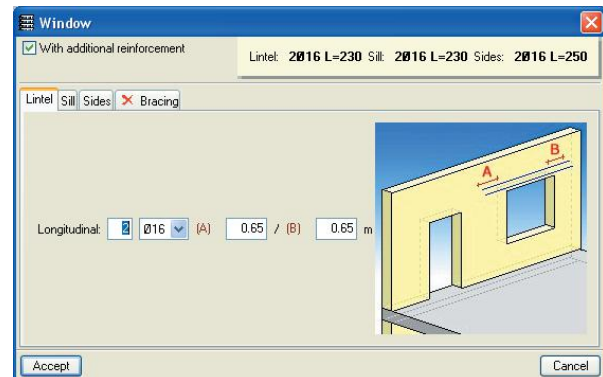 Window
With additional reinforcement
Lintel: 2Ø16 L=230 Sill: 2Ø16 L=230 Sides: 2Ø16 L=250
Lintel Sill Sides Bracing
A B
Longitudinal: 2 Ø16 (A) 0.65 / (B) 0.65 m
Accept Cancel